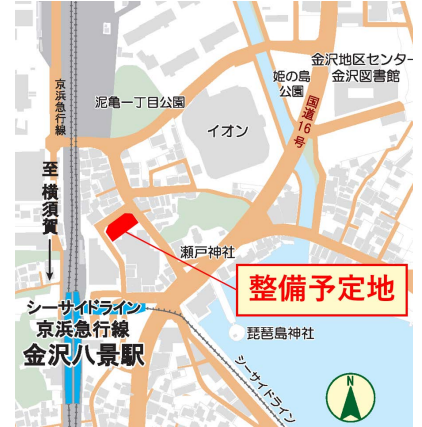 金沢地区センター
金沢図書館
姫の島
公園
京浜急行線
泥亀一丁目公園
国道16号
イオン
至 横須賀
瀬戸神社
整備予定地
シーサイドライン
京浜急行線
金沢八景駅
琵琶島神社
シーサイドライン
N